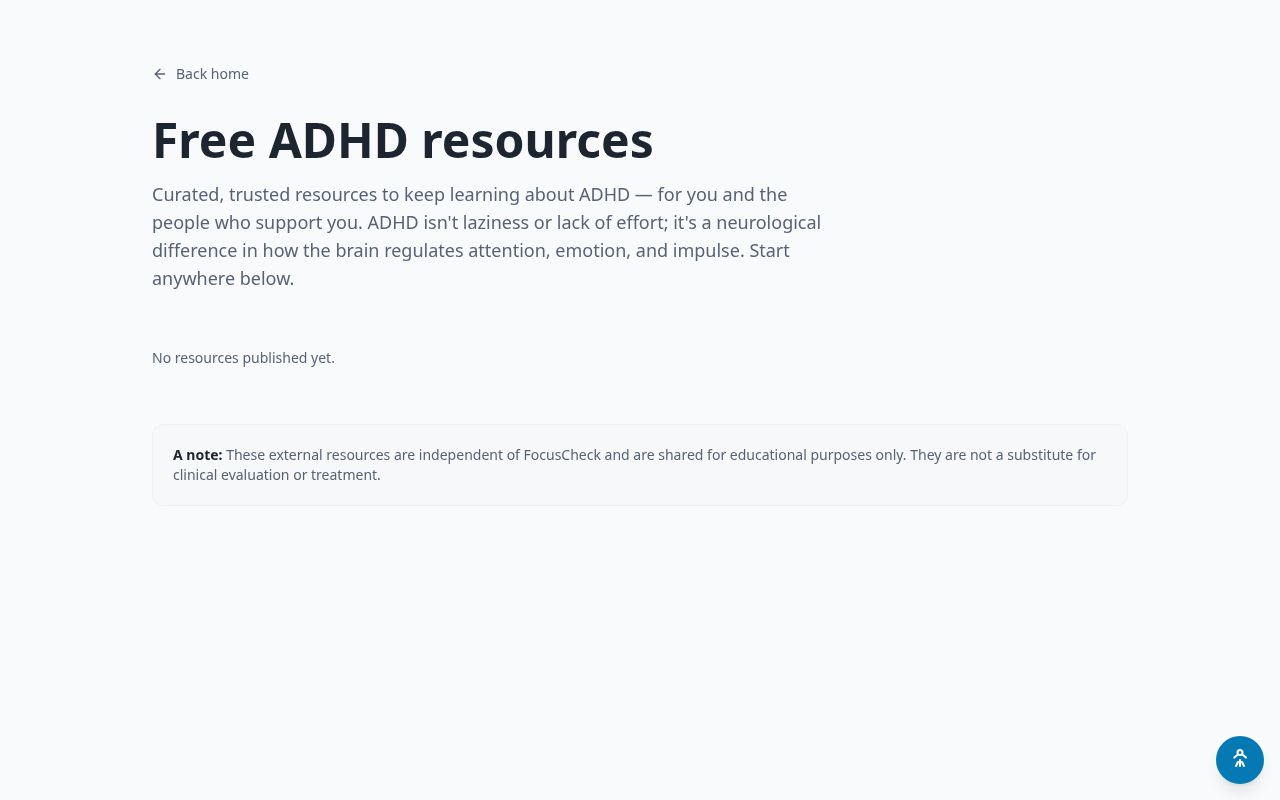 Back home
Free ADHD resources
Curated, trusted resources to keep learning about ADHD — for you and the
people who support you. ADHD isn't laziness or lack of effort; it's a neurological
difference in how the brain regulates attention, emotion, and impulse. Start
anywhere below.
No resources published yet.
A note: These external resources are independent of FocusCheck and are shared for educational purposes only. They are not a substitute for
clinical evaluation or treatment.